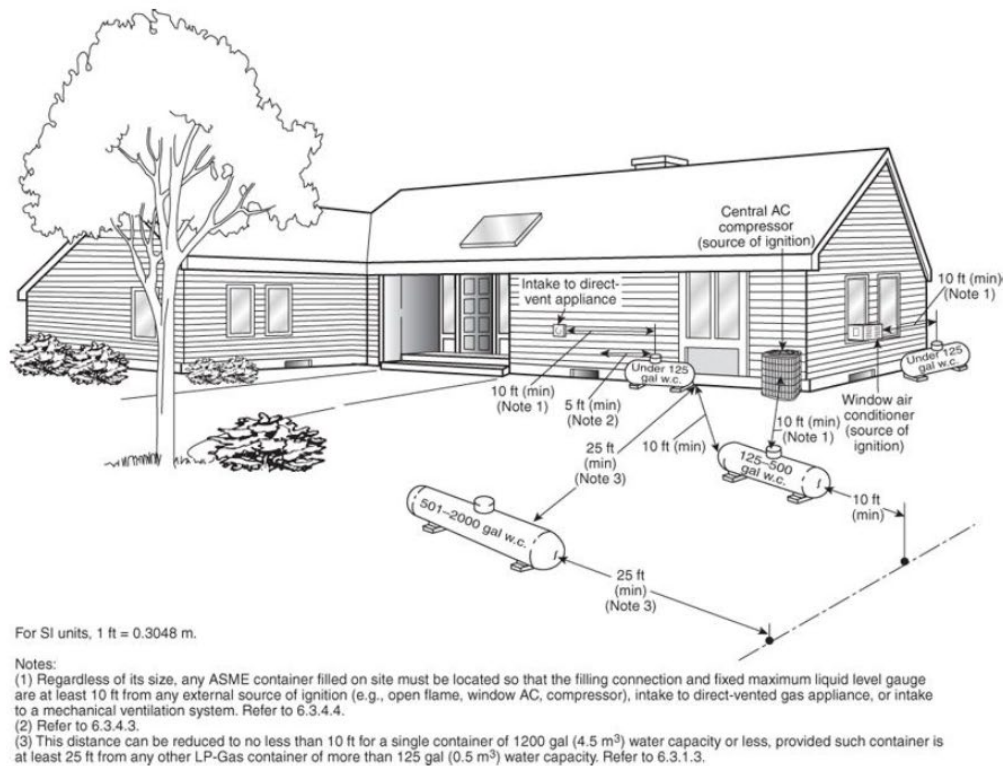 Central AC
compressor
(source of ignition)
10 ft (min)
(Note 1)
Intake to direct-
vent appliance
Under 125
gal w.c.
Under 125
gal w.c.
10 ft (min)
(Note 1)
5 ft (min)
(Note 2)
Window air
conditioner
(source of
ignition)
10 ft (min)
(Note 1)
25 ft
(min)
(Note 3)
10 ft (min)
125–500
gal w.c.
10 ft
(min)
501–2000 gal w.c.
25 ft
(min)
(Note 3)
For SI units, 1 ft = 0.3048 m.
Notes:
(1) Regardless of its size, any ASME container filled on site must be located so that the filling connection and fixed maximum liquid level gauge
are at least 10 ft from any external source of ignition (e.g., open flame, window AC, compressor), intake to direct-vented gas appliance, or intake
to a mechanical ventilation system. Refer to 6.3.4.4.
(2) Refer to 6.3.4.3.
(3) This distance can be reduced to no less than 10 ft for a single container of 1200 gal (4.5 m³) water capacity or less, provided such container is
at least 25 ft from any other LP-Gas container of more than 125 gal (0.5 m³) water capacity. Refer to 6.3.1.3.